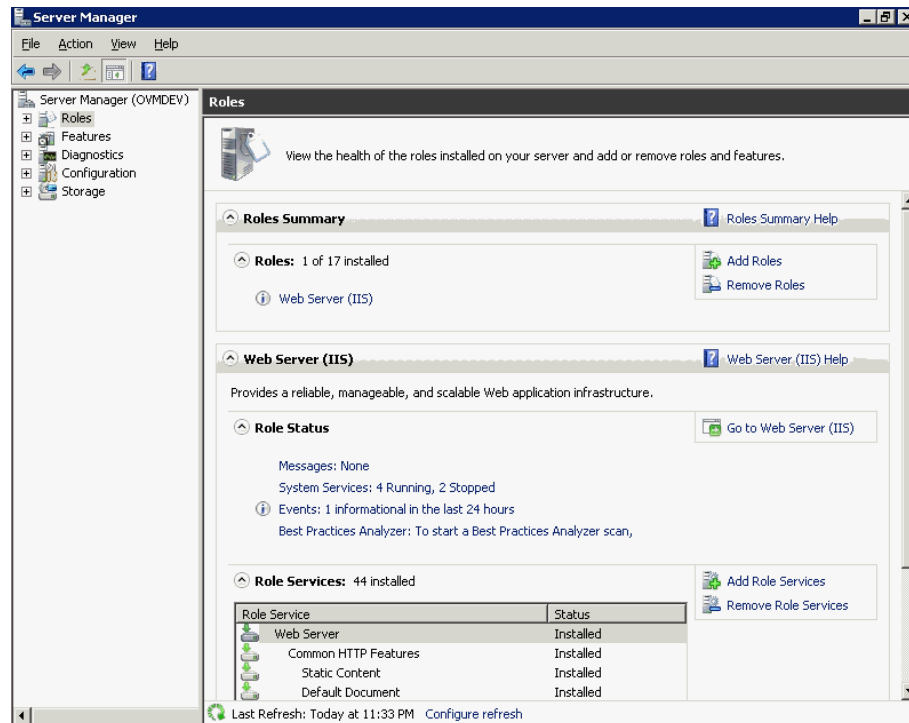 Server Manager
File Action View Help
Server Manager (OVMDEV)
Roles
Features
Diagnostics
Configuration
Storage
Roles
View the health of the roles installed on your server and add or remove roles and features.
Roles Summary
Roles Summary Help
Roles: 1 of 17 installed
Add Roles
Remove Roles
Web Server (IIS)
Web Server (IIS)
Web Server (IIS) Help
Provides a reliable, manageable, and scalable Web application infrastructure.
Role Status
Go to Web Server (IIS)
Messages: None
System Services: 4 Running, 2 Stopped
Events: 1 informational in the last 24 hours
Best Practices Analyzer: To start a Best Practices Analyzer scan,
Role Services: 44 installed
Add Role Services
Remove Role Services
Role Service Status
Web Server Installed
Common HTTP Features Installed
Static Content Installed
Default Document Installed
Last Refresh: Today at 11:33 PM Configure refresh